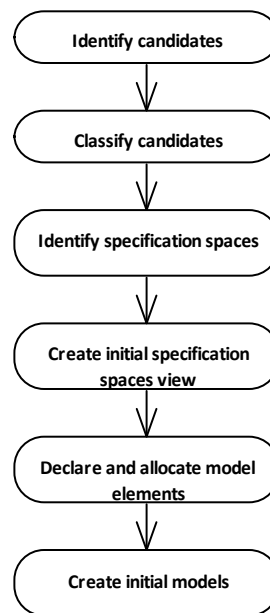 Identify candidates
Classify candidates
Identify specification spaces
Create initial specification
spaces view
Declare and allocate model
elements
Create initial models